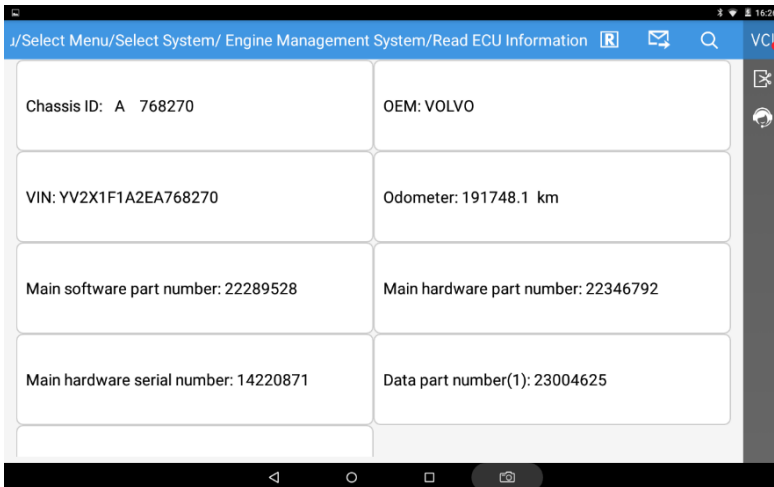 16:20
/Select Menu/Select System/ Engine Management System/Read ECU Information R
VCI
Chassis ID: A 768270
OEM: VOLVO
VIN: YV2X1F1A2EA768270
Odometer: 191748.1 km
Main software part number: 22289528
Main hardware part number: 22346792
Main hardware serial number: 14220871
Data part number(1): 23004625